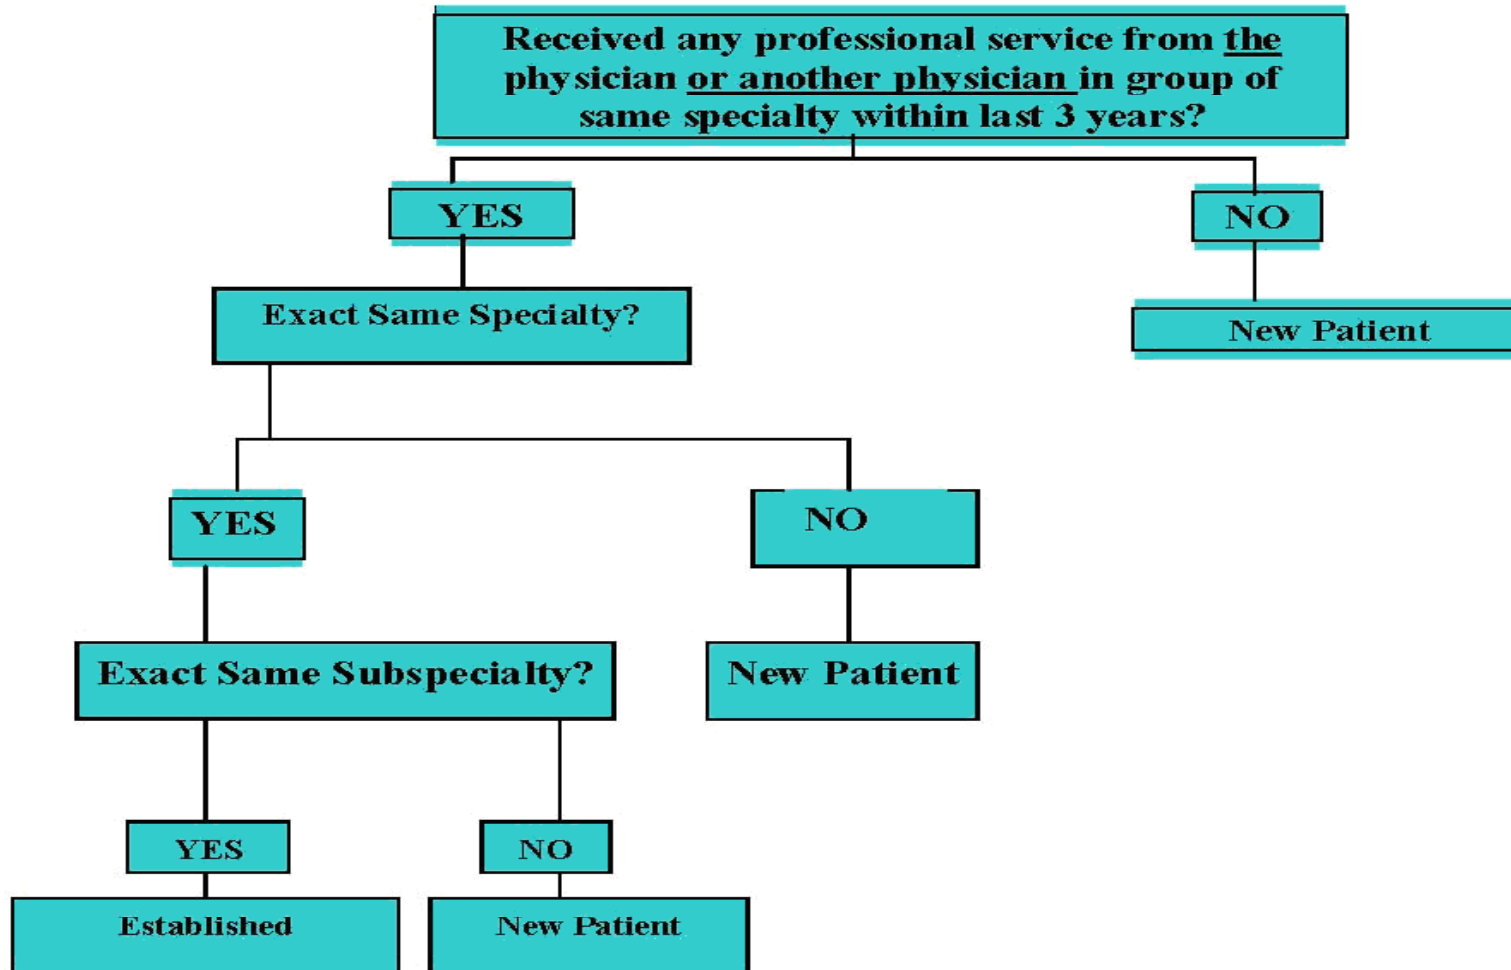 Received any professional service from the
physician or another physician in group of
same specialty within last 3 years?
YES
NO
Exact Same Specialty?
New Patient
YES
NO
Exact Same Subspecialty?
New Patient
YES
NO
Established
New Patient